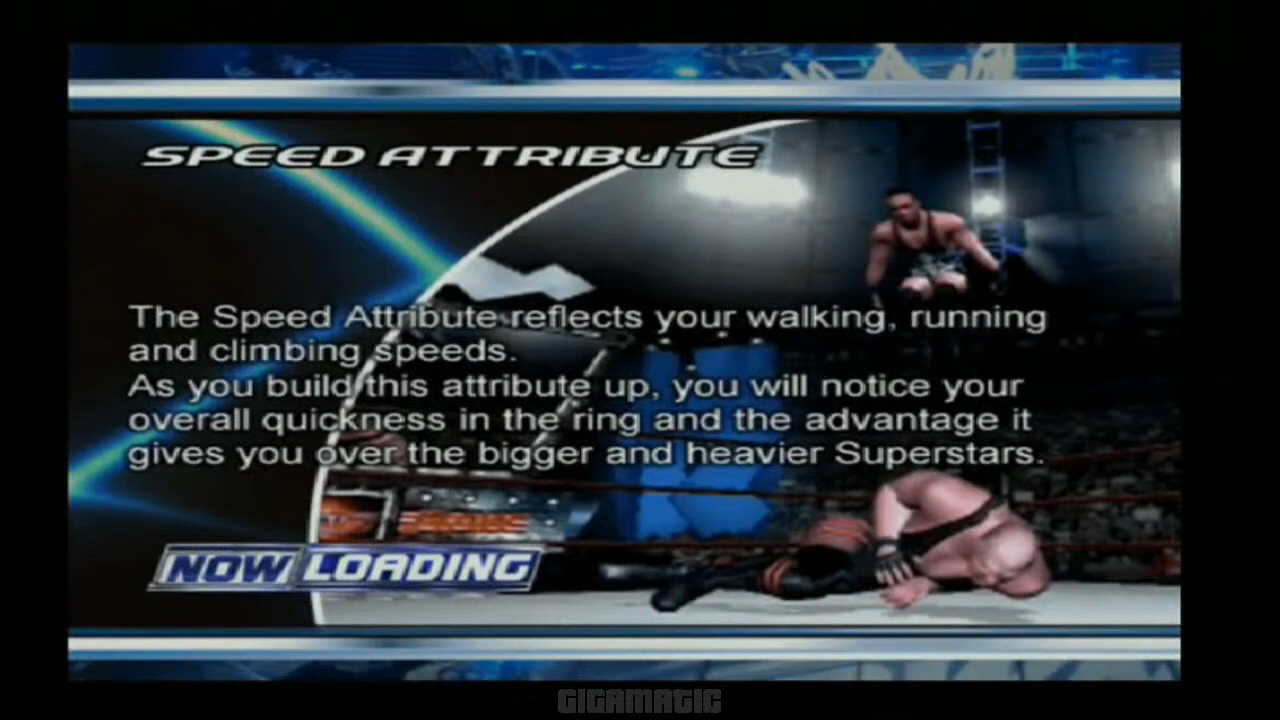 SPEED ATTRIBUTE
The Speed Attribute reflects your walking, running
and climbing speeds.
As you build this attribute up, you will notice your
overall quickness in the ring and the advantage it
gives you over the bigger and heavier Superstars.
NOW LOADING
GIGAMATIC